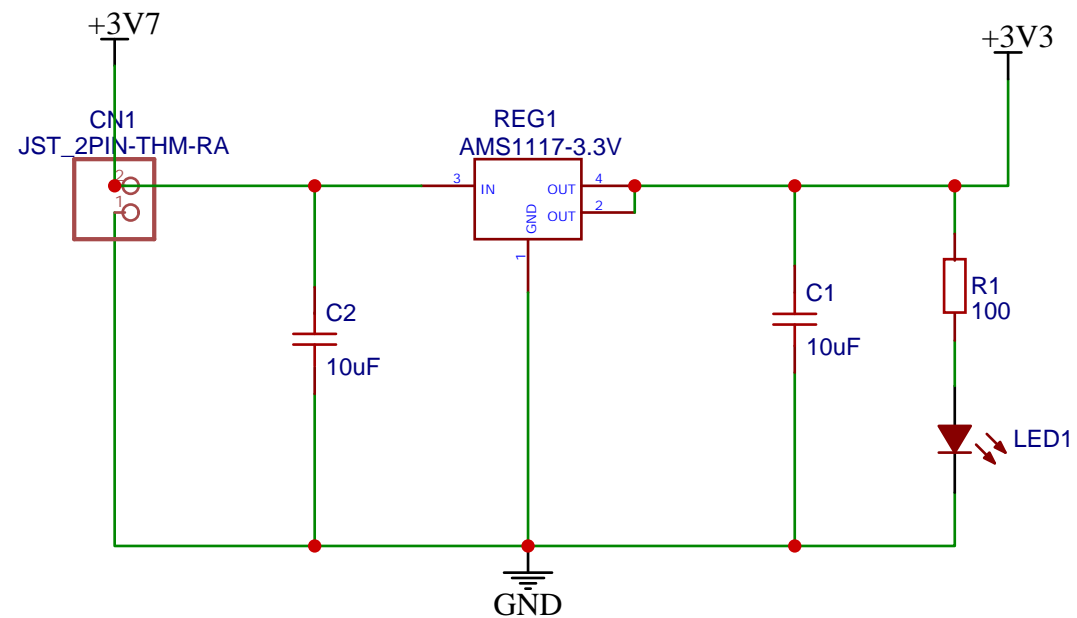 +3V7
+3V3
CN1
JST_2PIN-THM-RA
2
1
REG1
AMS1117-3.3V
3
IN
OUT
4
OUT
2
GND
1
C2
10uF
C1
10uF
R1
100
LED1
GND